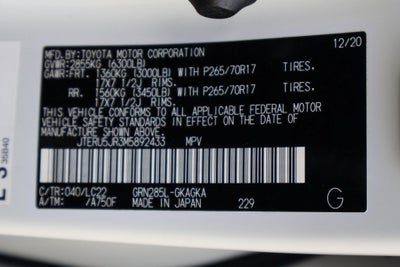 MFD.BY:TOYOTA MOTOR CORPORATION 12/20
GVWR:2855KG (6300LB)
GAWR:FRT. 1360KG (3000LB) WITH P265/70R17 TIRES.
17X7 1/2J RIMS.
RR. 1560KG (3450LB) WITH P265/70R17 TIRES.
17X7 1/2J RIMS.
THIS VEHICLE CONFORMS TO ALL APPLICABLE FEDERAL MOTOR
VEHICLE SAFETY STANDARDS IN EFFECT ON THE DATE OF
MANUFACTURE SHOWN ABOVE.
JTERU5JR3M5892433 MPV
C/TR:040/LC22 GRN285L-GKAGKA
A/TM: /A750F MADE IN JAPAN 229 G
35B40